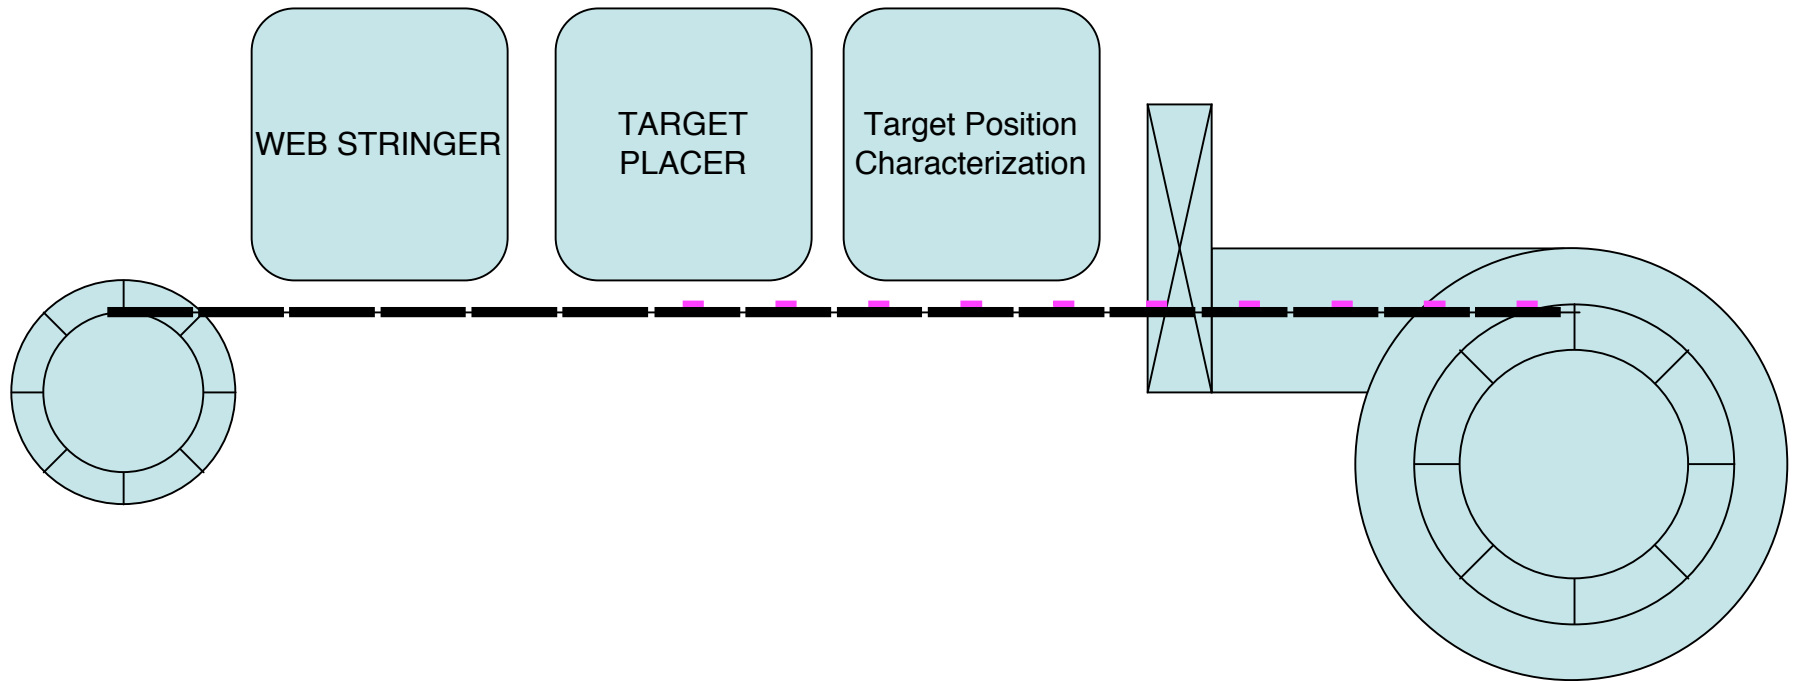 WEB STRINGER
TARGET
PLACER
Target Position
Characterization